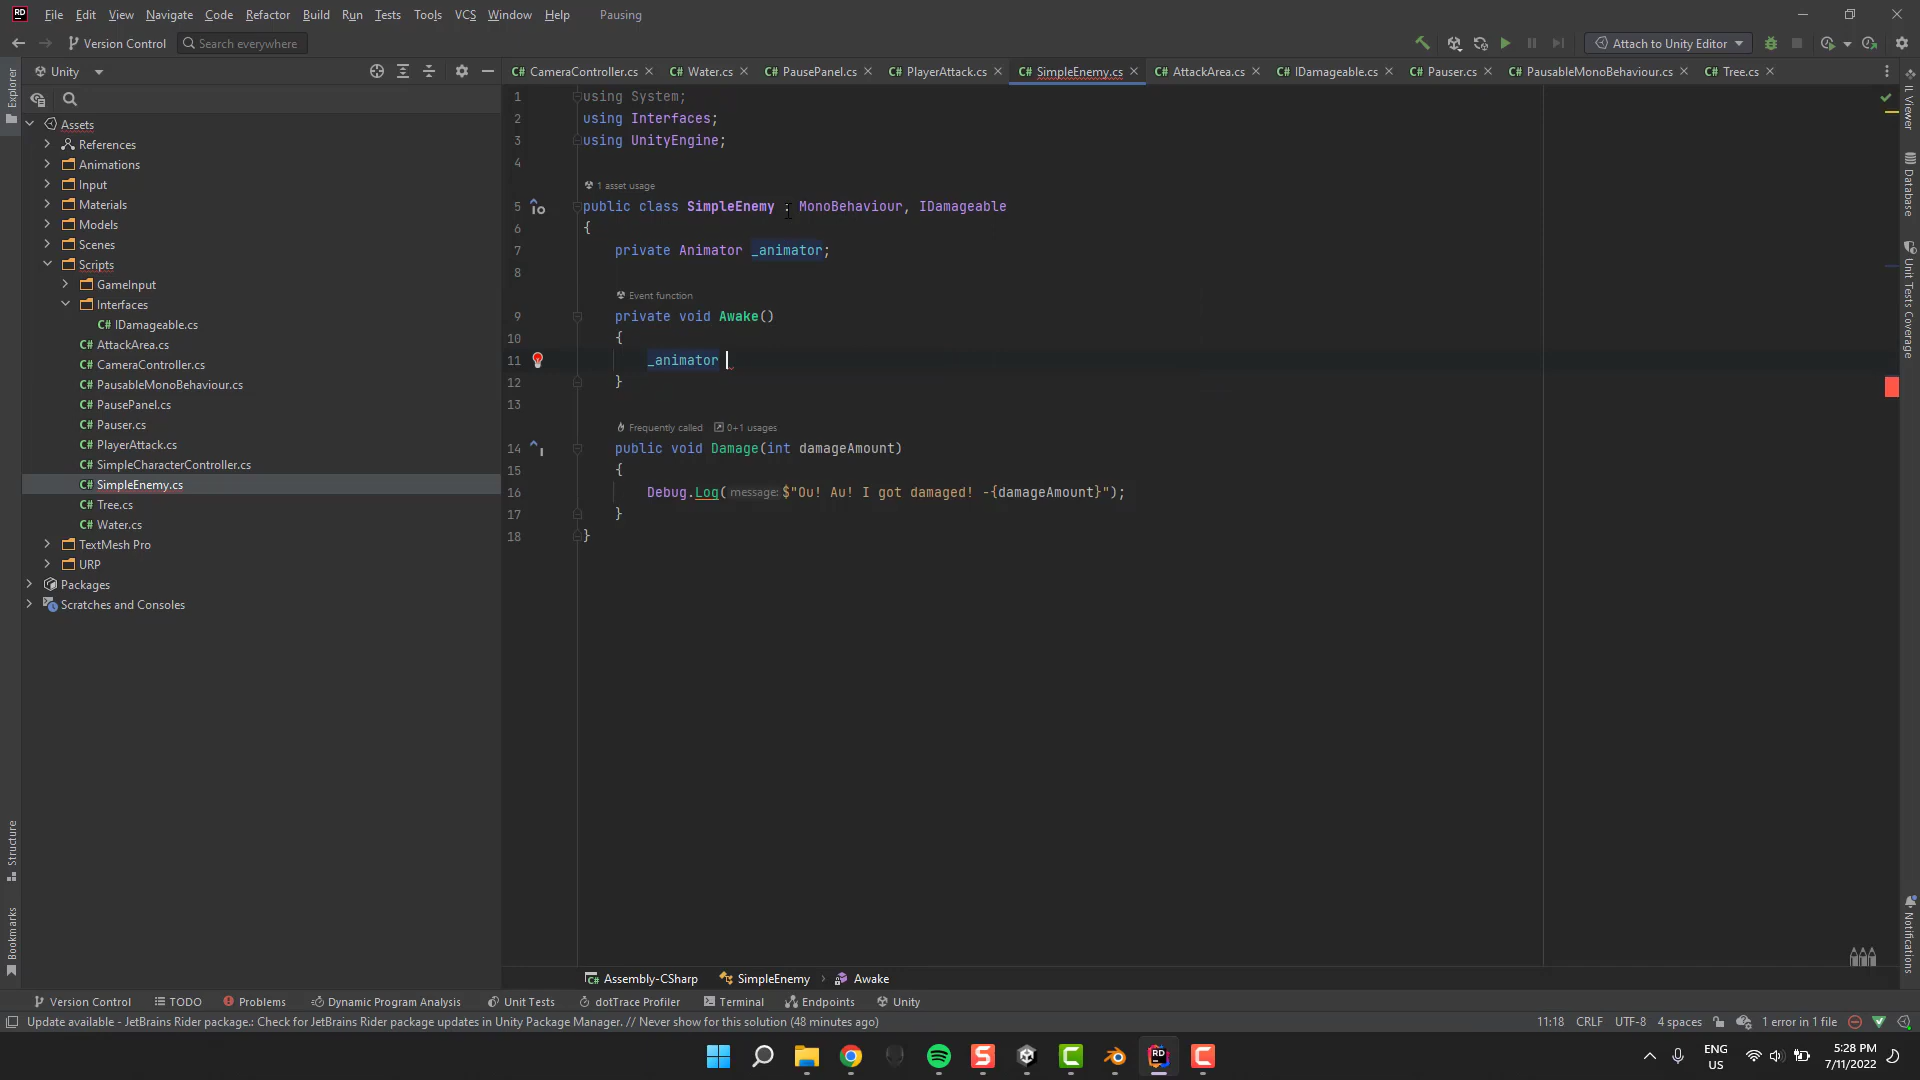 File Edit View Navigate Code Refactor Build Run Tests Tools VCS Window Help Pausing
Version Control Search everywhere Attach to Unity Editor
Unity
Explorer
Assets
References
Animations
Input
Materials
Models
Scenes
Scripts
GameInput
Interfaces
C# IDamageable.cs
C# AttackArea.cs
C# CameraController.cs
C# PausableMonoBehaviour.cs
C# PausePanel.cs
C# Pauser.cs
C# PlayerAttack.cs
C# SimpleCharacterController.cs
C# SimpleEnemy.cs
C# Tree.cs
C# Water.cs
TextMesh Pro
URP
Packages
Scratches and Consoles
Structure
Bookmarks
C# CameraController.cs C# Water.cs C# PausePanel.cs C# PlayerAttack.cs C# SimpleEnemy.cs C# AttackArea.cs C# IDamageable.cs C# Pauser.cs C# PausableMonoBehaviour.cs C# Tree.cs
1 using System;
2 using Interfaces;
3 using UnityEngine;
4
1 asset usage
5 public class SimpleEnemy : MonoBehaviour, IDamageable
6 {
7 private Animator _animator;
8
Event function
9 private void Awake()
10 {
11 _animator
12 }
13
Frequently called 0+1 usages
14 public void Damage(int damageAmount)
15 {
16 Debug.Log( message: $"Ou! Au! I got damaged! -{damageAmount}");
17 }
18 }
IL Viewer
Database
Unit Tests Coverage
Notifications
Assembly-CSharp SimpleEnemy Awake
Version Control TODO Problems Dynamic Program Analysis Unit Tests dotTrace Profiler Terminal Endpoints Unity
Update available - JetBrains Rider package.: Check for JetBrains Rider package updates in Unity Package Manager. // Never show for this solution (48 minutes ago) 11:18 CRLF UTF-8 4 spaces 1 error in 1 file
ENG
US
5:28 PM
7/11/2022